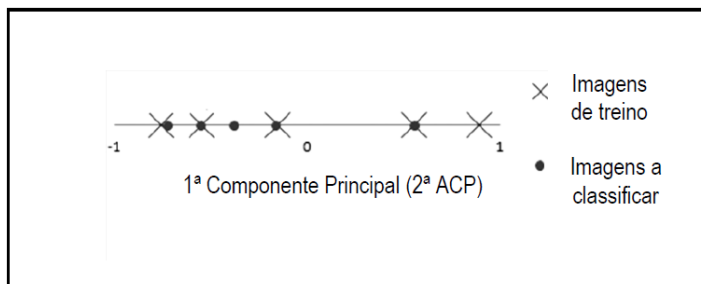 Imagens
de treino
-1
0
1
1ª Componente Principal (2ª ACP)
Imagens a
classificar